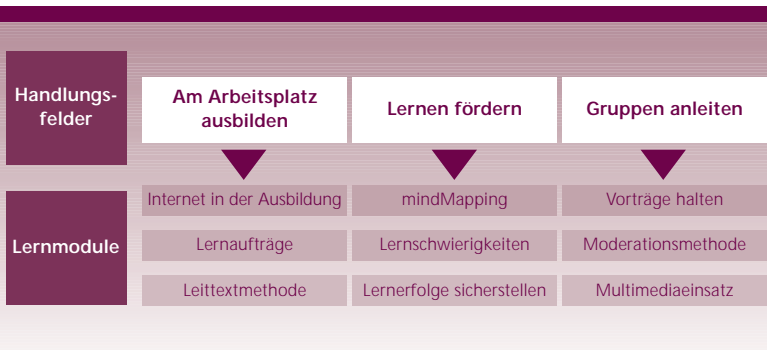 Handlungs-
felder
Am Arbeitsplatz
ausbilden
Lernen fördern
Gruppen anleiten
Lernmodule
Internet in der Ausbildung
mindMapping
Vorträge halten
Lernaufträge
Lernschwierigkeiten
Moderationsmethode
Leittextmethode
Lernerfolge sicherstellen
Multimediaeinsatz